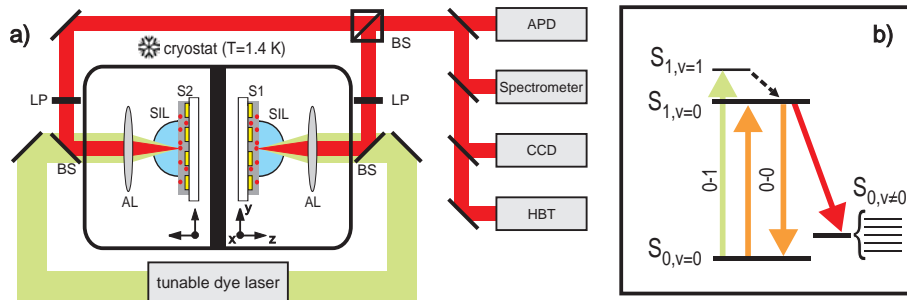 a)
cryostat (T=1.4 K)
BS
APD
S2
S1
LP
SIL
SIL
LP
Spectrometer
BS
AL
AL
BS
CCD
y
x
z
HBT
tunable dye laser
b)
S1,v=1
S1,v=0
0-1
0-0
S0,v≠0
S0,v=0